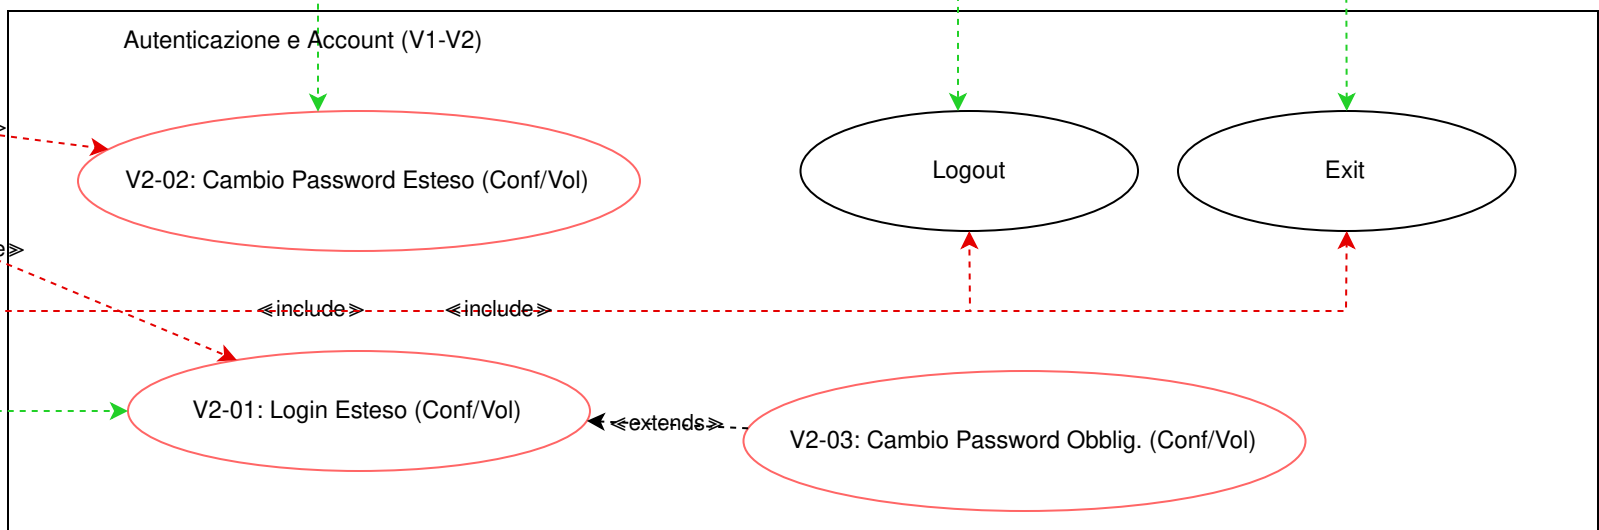 Autenticazione e Account (V1-V2)
V2-02: Cambio Password Esteso (Conf/Vol)
Logout
Exit
≪include≫
≪include≫
V2-01: Login Esteso (Conf/Vol)
≪extends≫
V2-03: Cambio Password Obblig. (Conf/Vol)